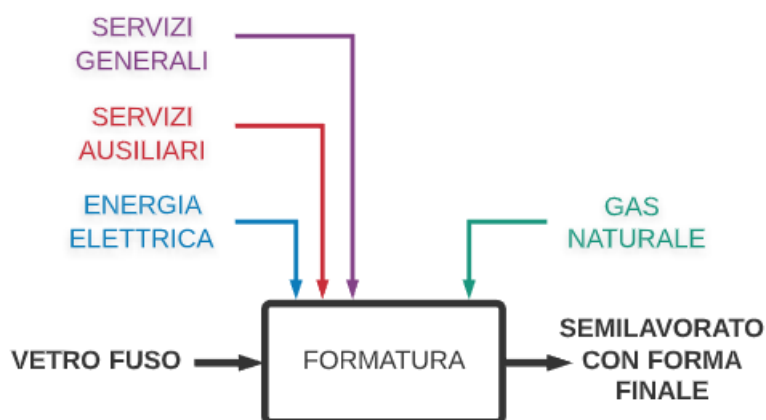 SERVIZI
GENERALI
SERVIZI
AUSILIARI
ENERGIA
ELETTRICA
GAS
NATURALE
VETRO FUSO
FORMATURA
SEMILAVORATO
CON FORMA
FINALE